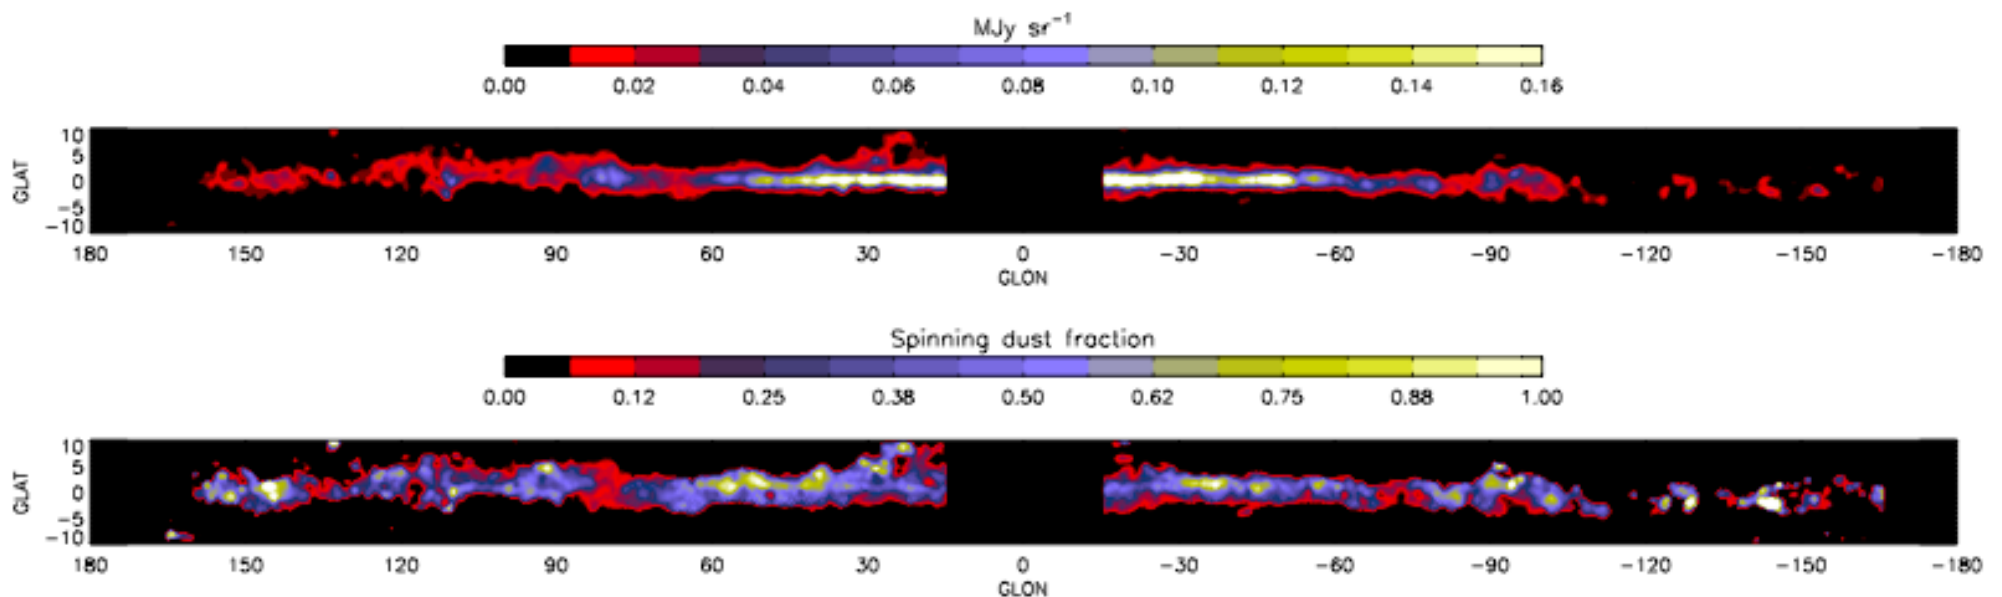 MJy sr⁻¹
0.00 0.02 0.04 0.06 0.08 0.10 0.12 0.14 0.16
10
5
GLAT 0
−5
−10
180 150 120 90 60 30 0 −30 −60 −90 −120 −150 −180
GLON
Spinning dust fraction
0.00 0.12 0.25 0.38 0.50 0.62 0.75 0.88 1.00
10
5
GLAT 0
−5
−10
180 150 120 90 60 30 0 −30 −60 −90 −120 −150 −180
GLON